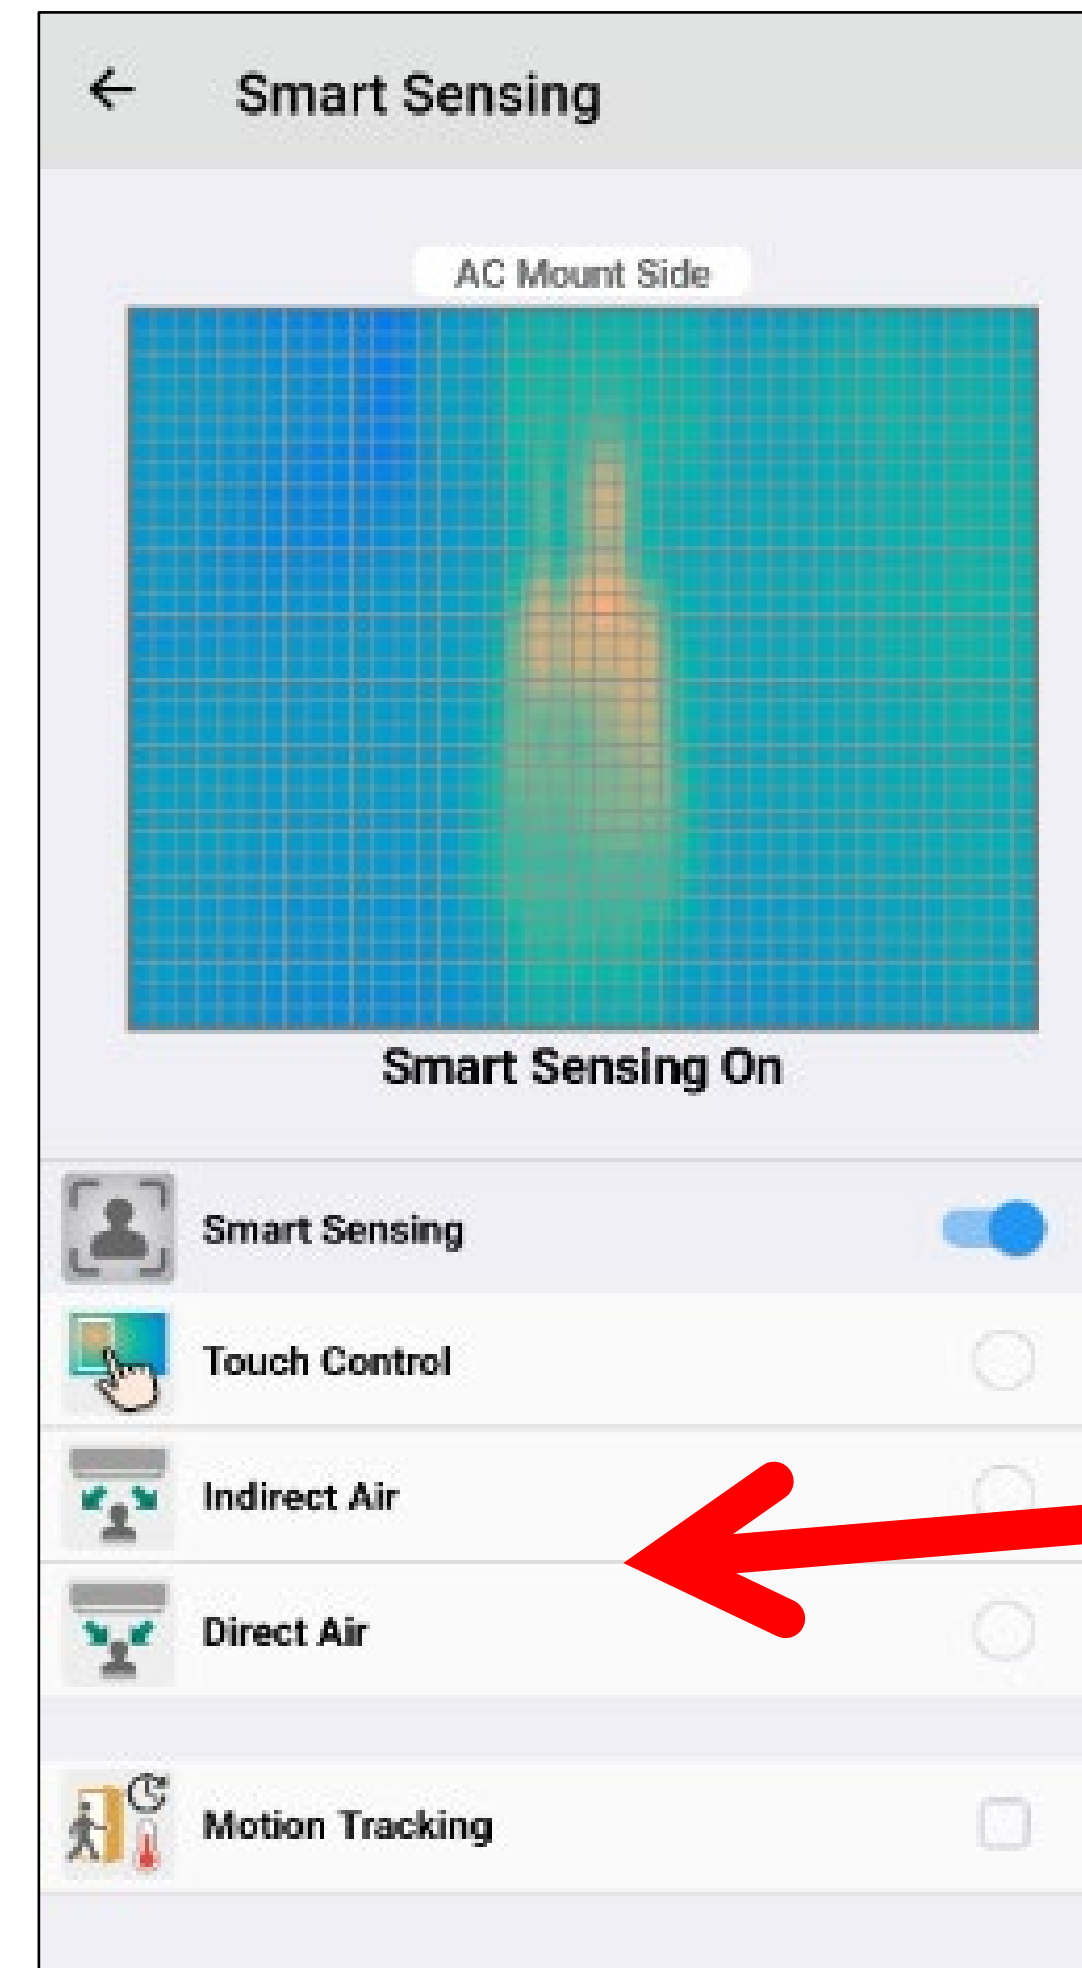 Smart Sensing
AC Mount Side
Smart Sensing On
Smart Sensing
Touch Control
Indirect Air
Direct Air
Motion Tracking